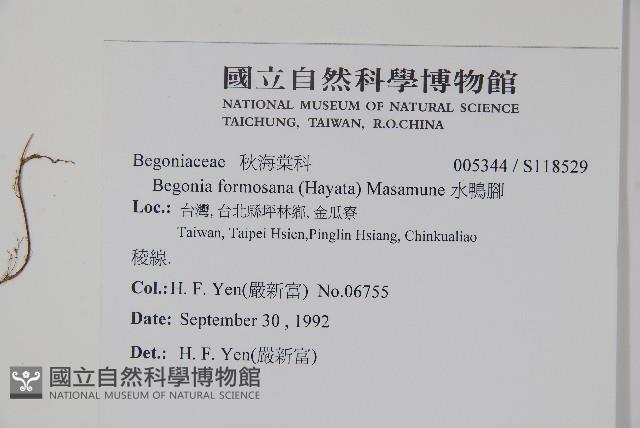 國立自然科學博物館
NATIONAL MUSEUM OF NATURAL SCIENCE
TAICHUNG, TAIWAN, R.O.CHINA
Begoniaceae 秋海棠科 005344 / S118529
Begonia formosana (Hayata) Masamune 水鴨腳
Loc.: 台灣, 台北縣坪林鄉, 金瓜寮
Taiwan, Taipei Hsien,Pinglin Hsiang, Chinkualiao
稜線.
Col.: H. F. Yen(嚴新富) No.06755
Date: September 30 , 1992
Det.: H. F. Yen(嚴新富)
國立自然科學博物館
NATIONAL MUSEUM OF NATURAL SCIENCE